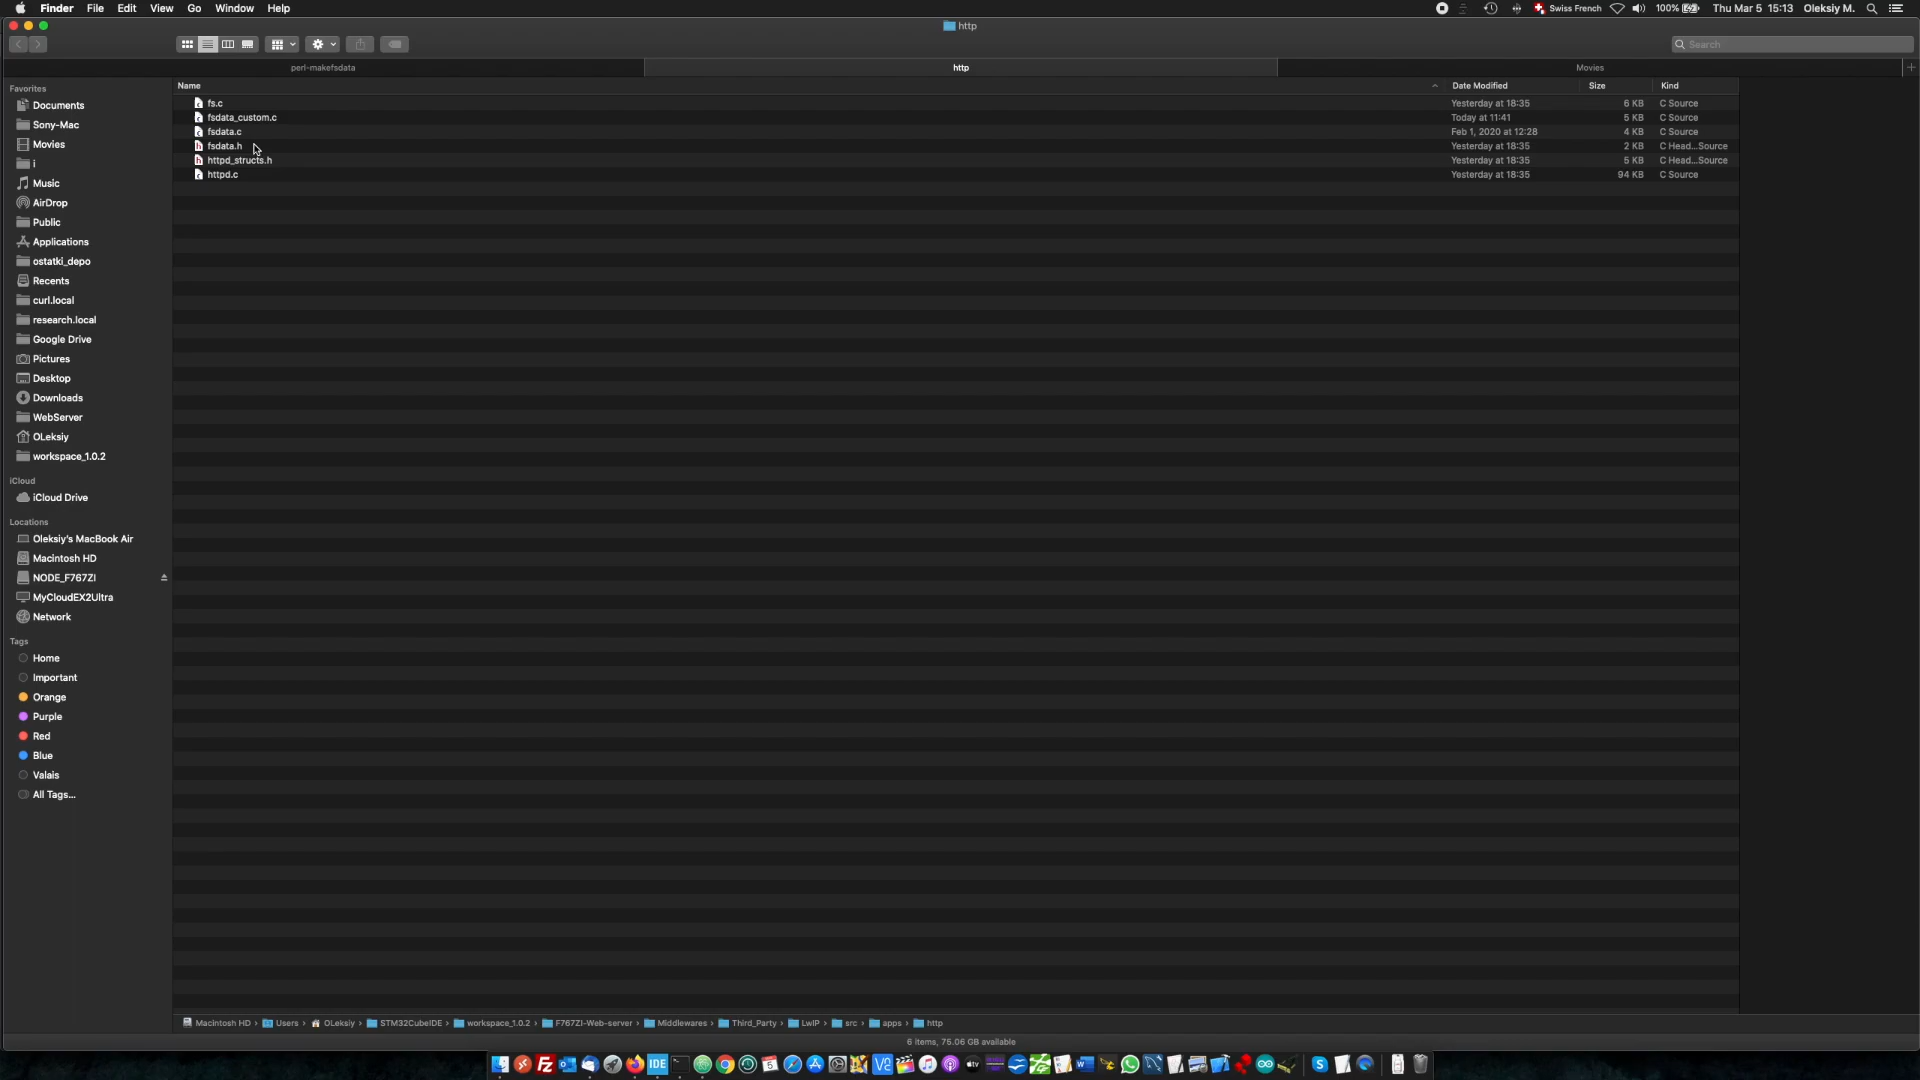 Finder File Edit View Go Window Help
100% Swiss French Thu Mar 5 15:13 Oleksiy M.
http
Search
perl-makefsdata http Movies
Name Date Modified Size Kind
fs.c Yesterday at 18:35 6 KB C Source
fsdata_custom.c Today at 11:41 5 KB C Source
fsdata.c Feb 1, 2020 at 12:28 4 KB C Source
fsdata.h Yesterday at 18:35 2 KB C Head...Source
httpd_structs.h Yesterday at 18:35 5 KB C Head...Source
httpd.c Yesterday at 18:35 94 KB C Source
Favorites
Documents
Sony-Mac
Movies
i
Music
AirDrop
Public
Applications
ostatki_depo
Recents
curl.local
research.local
Google Drive
Pictures
Desktop
Downloads
WebServer
OLeksiy
workspace_1.0.2
iCloud
iCloud Drive
Locations
Oleksiy's MacBook Air
Macintosh HD
NODE_F767ZI
MyCloudEX2Ultra
Network
Tags
Home
Important
Orange
Purple
Red
Blue
Valais
All Tags...
Macintosh HD › Users › OLeksiy › STM32CubeIDE › workspace_1.0.2 › F767ZI-Web-server › Middlewares › Third_Party › LwIP › src › apps › http
6 items, 75.06 GB available
IDE